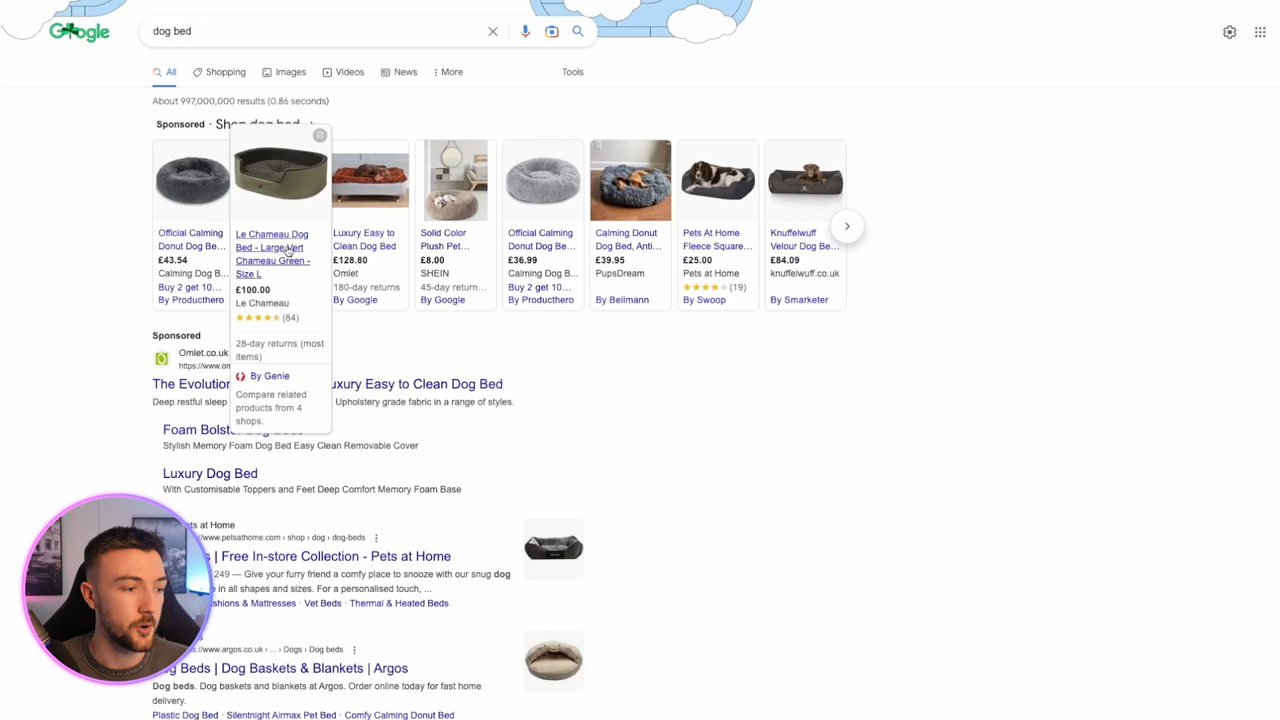 Google
dog bed
All
Shopping
Images
Videos
News
More
Tools
About 997,000,000 results (0.86 seconds)
Sponsored · Shop dog bed
Official Calming
Donut Dog Be...
£43.54
Calming Dog B...
Buy 2 get 10...
By Producthero
Le Chameau Dog
Bed - Large Vert
Chameau Green -
Size L
£100.00
Le Chameau
(84)
28-day returns (most
items)
By Genie
Compare related
products from 4
shops.
Luxury Easy to
Clean Dog Bed
£128.80
Omlet
180-day returns
By Google
Solid Color
Plush Pet...
£8.00
SHEIN
45-day return...
By Google
Official Calming
Donut Dog Be...
£36.99
Calming Dog B...
Buy 2 get 10...
By Producthero
Calming Donut
Dog Bed, Anti...
£39.95
PupsDream
By Beilmann
Pets At Home
Fleece Square...
£25.00
Pets at Home
(19)
By Swoop
Knuffelwuff
Velour Dog Be...
£84.09
knuffelwuff.co.uk
By Smarketer
Sponsored
Omlet.co.uk
https://www.on
The Evolution uxury Easy to Clean Dog Bed
Deep restful sleep Upholstery grade fabric in a range of styles.
Foam Bolst
Stylish Memory Foam Dog Bed Easy Clean Removable Cover
Luxury Dog Bed
With Customisable Toppers and Feet Deep Comfort Memory Foam Base
ts at Home
www.petsathome.com › shop › dog › dog-beds
s | Free In-store Collection - Pets at Home
249 — Give your furry friend a comfy place to snooze with our snug dog
e in all shapes and sizes. For a personalised touch, ...
shions & Mattresses · Vet Beds · Thermal & Heated Beds
www.argos.co.uk › ... › Dogs › Dog beds
g Beds | Dog Baskets & Blankets | Argos
Dog beds. Dog baskets and blankets at Argos. Order online today for fast home
delivery.
Plastic Dog Bed · Silentnight Airmax Pet Bed · Comfy Calming Donut Bed